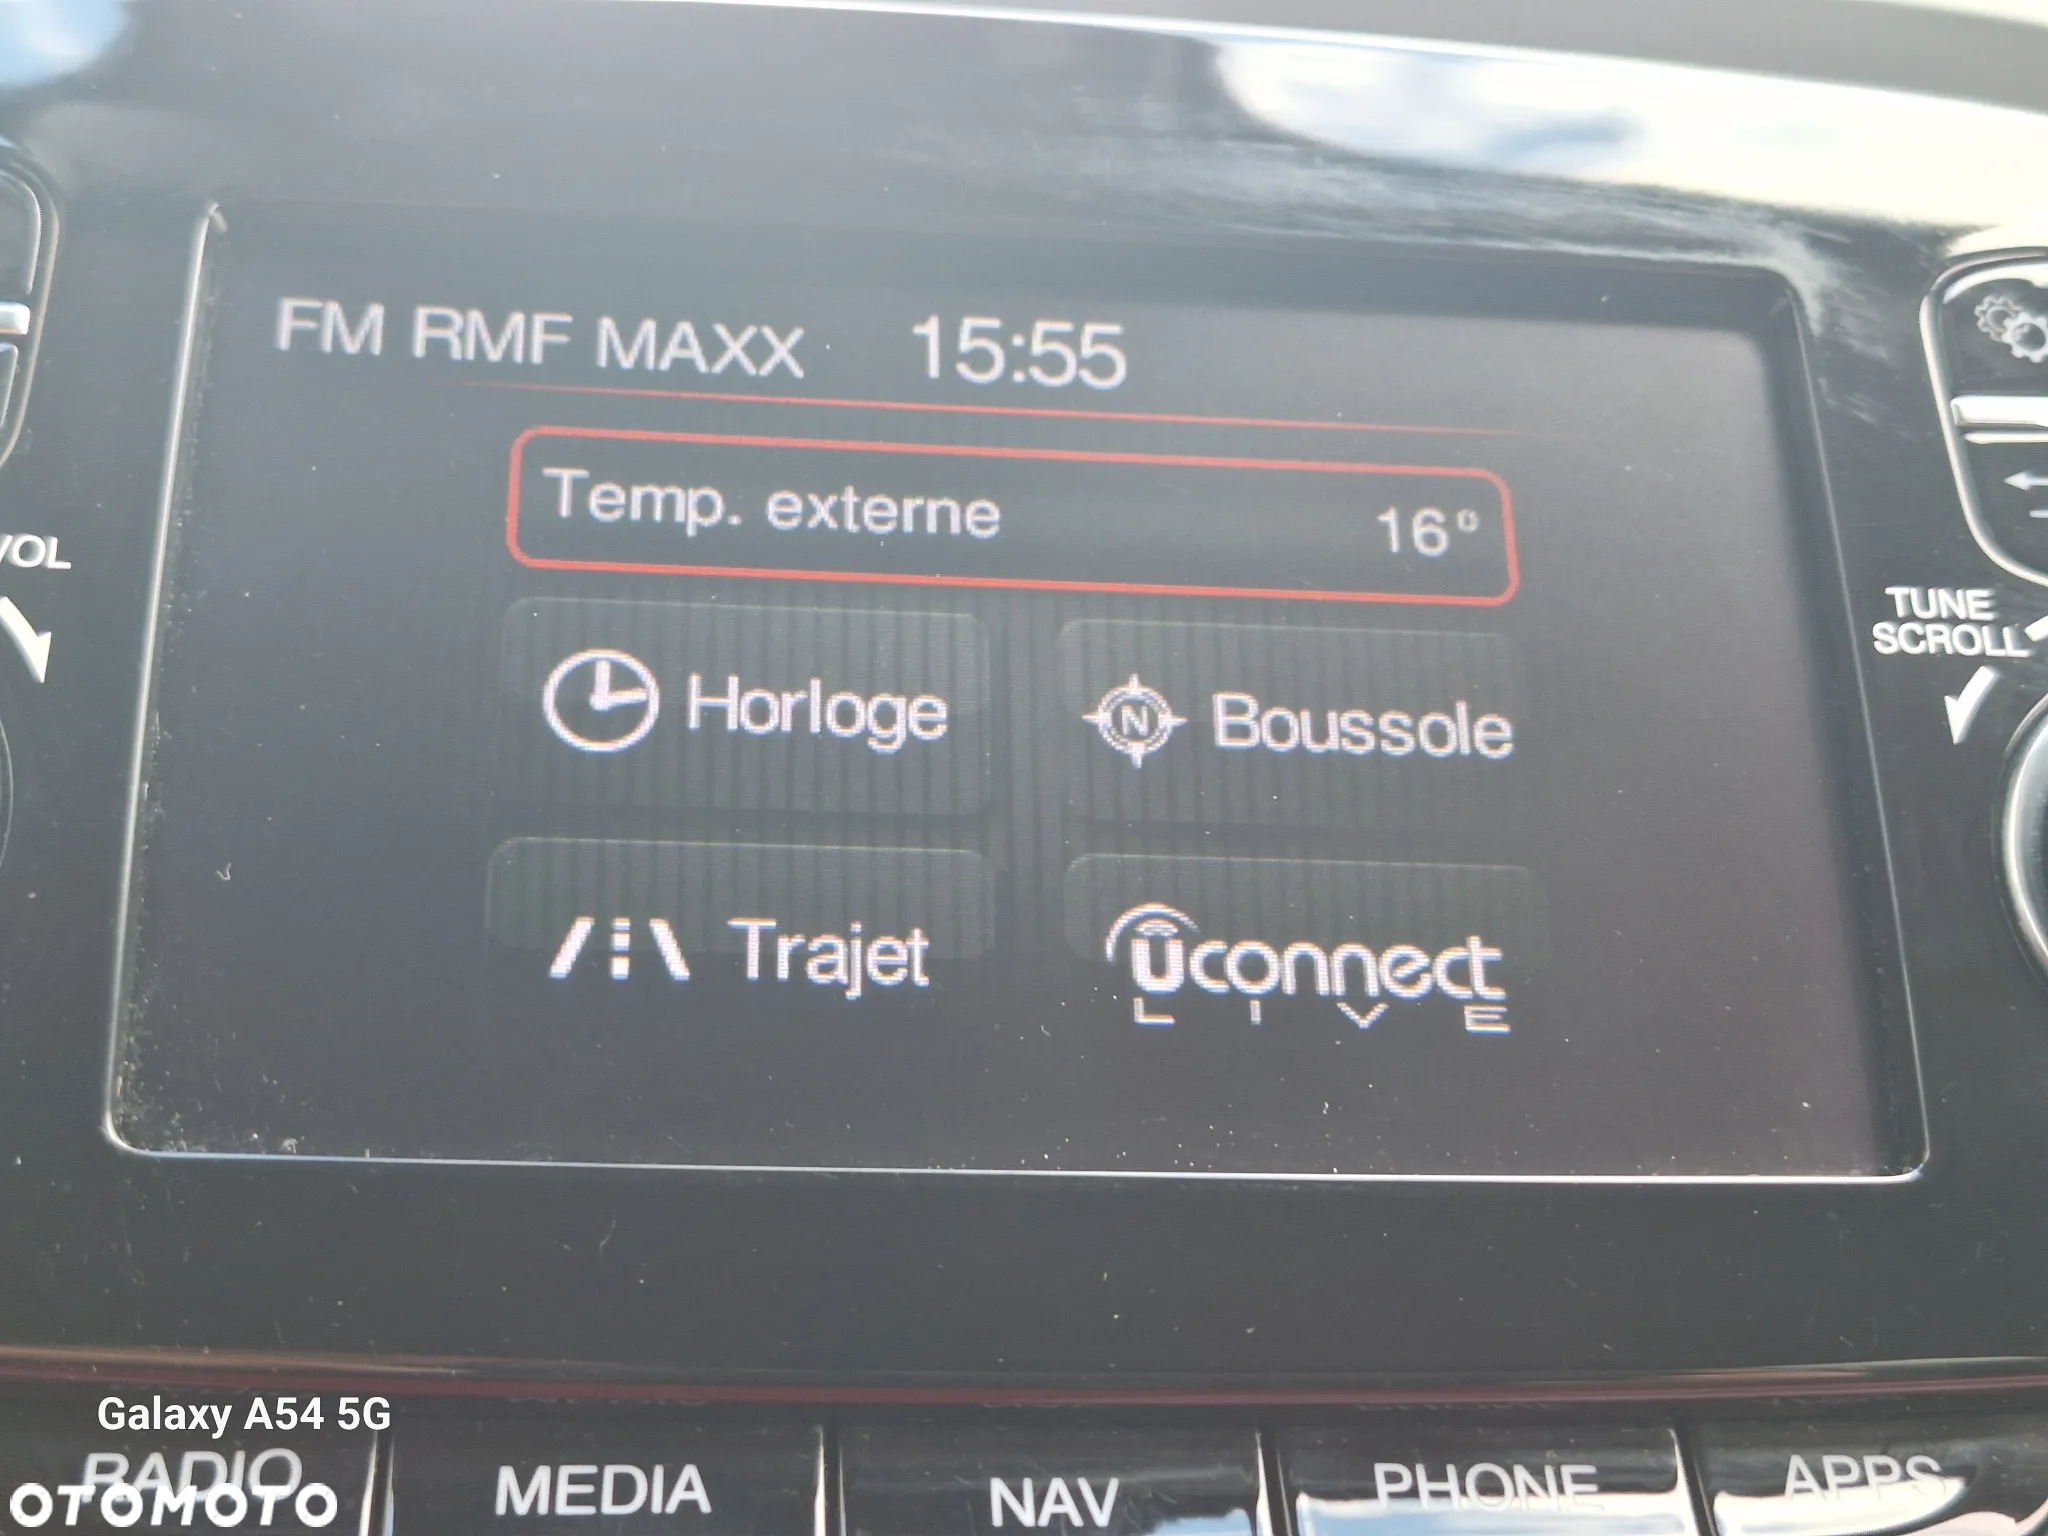 FM RMF MAXX 15:55
Temp. externe 16°
VOL
TUNE
SCROLL
Horloge
N Boussole
Trajet
uconnect
LIVE
Galaxy A54 5G
RADIO MEDIA NAV PHONE APPS
OTOMOTO